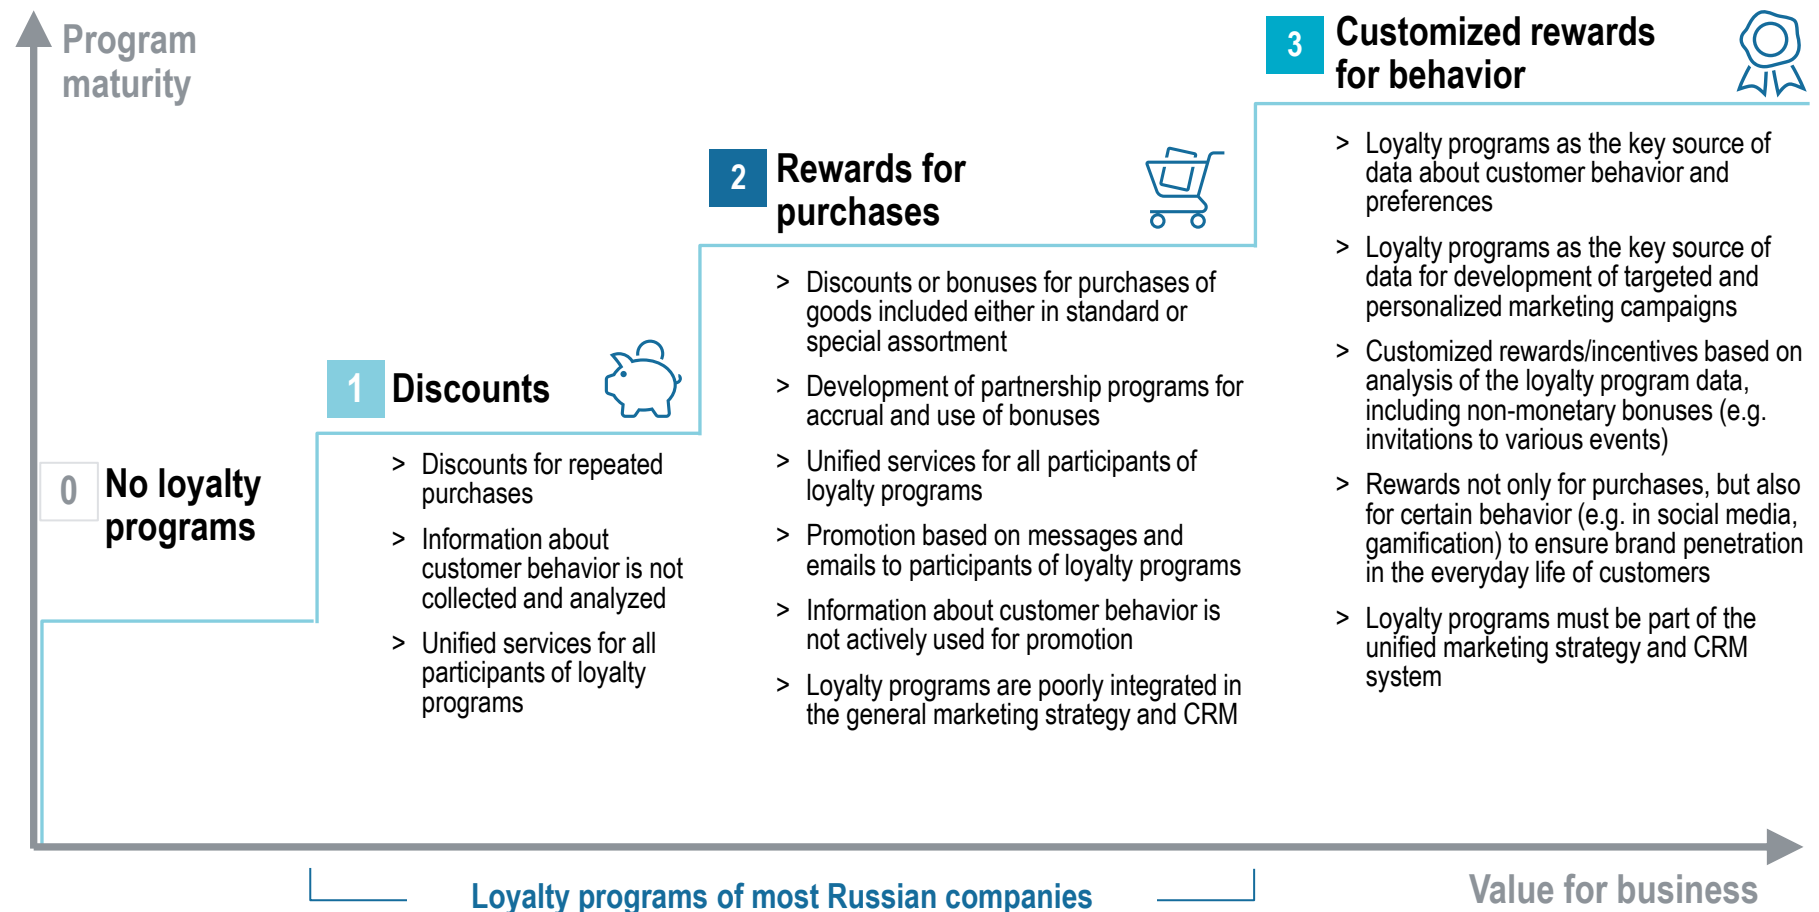 Program
maturity
0
No loyalty
programs
1
Discounts
> Discounts for repeated
purchases
> Information about
customer behavior is not
collected and analyzed
> Unified services for all
participants of loyalty
programs
2
Rewards for
purchases
> Discounts or bonuses for purchases of
goods included either in standard or
special assortment
> Development of partnership programs for
accrual and use of bonuses
> Unified services for all participants of
loyalty programs
> Promotion based on messages and
emails to participants of loyalty programs
> Information about customer behavior is
not actively used for promotion
> Loyalty programs are poorly integrated in
the general marketing strategy and CRM
3
Customized rewards
for behavior
> Loyalty programs as the key source of
data about customer behavior and
preferences
> Loyalty programs as the key source of
data for development of targeted and
personalized marketing campaigns
> Customized rewards/incentives based on
analysis of the loyalty program data,
including non-monetary bonuses (e.g.
invitations to various events)
> Rewards not only for purchases, but also
for certain behavior (e.g. in social media,
gamification) to ensure brand penetration
in the everyday life of customers
> Loyalty programs must be part of the
unified marketing strategy and CRM
system
Loyalty programs of most Russian companies
Value for business